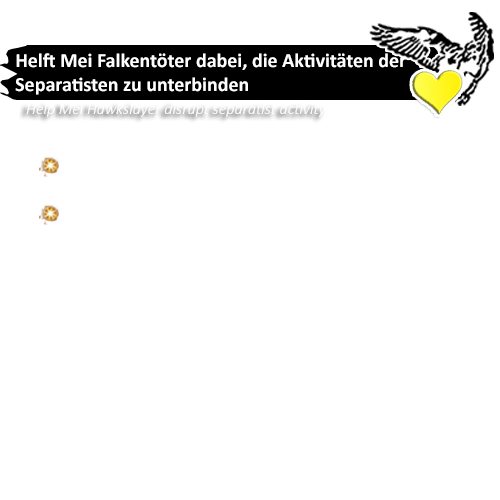 Helft Mei Falkentöter dabei, die Aktivitäten der
Separatisten zu unterbinden
Help Mei Hawkslayer disrupt separatist activity